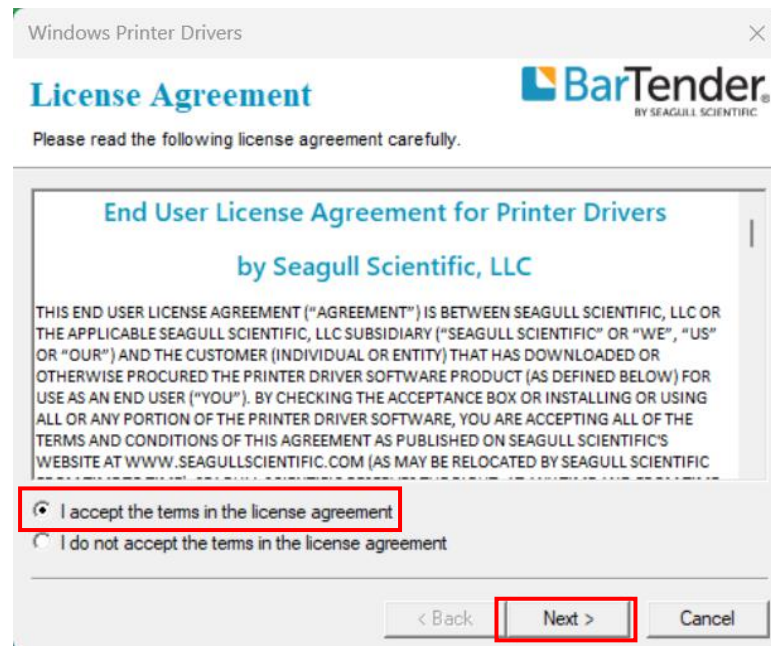 Windows Printer Drivers
License Agreement
BarTender®
BY SEAGULL SCIENTIFIC
Please read the following license agreement carefully.
End User License Agreement for Printer Drivers
by Seagull Scientific, LLC
THIS END USER LICENSE AGREEMENT (“AGREEMENT”) IS BETWEEN SEAGULL SCIENTIFIC, LLC OR
THE APPLICABLE SEAGULL SCIENTIFIC, LLC SUBSIDIARY (“SEAGULL SCIENTIFIC” OR “WE”, “US”
OR “OUR”) AND THE CUSTOMER (INDIVIDUAL OR ENTITY) THAT HAS DOWNLOADED OR
OTHERWISE PROCURED THE PRINTER DRIVER SOFTWARE PRODUCT (AS DEFINED BELOW) FOR
USE AS AN END USER (“YOU”). BY CHECKING THE ACCEPTANCE BOX OR INSTALLING OR USING
ALL OR ANY PORTION OF THE PRINTER DRIVER SOFTWARE, YOU ARE ACCEPTING ALL OF THE
TERMS AND CONDITIONS OF THIS AGREEMENT AS PUBLISHED ON SEAGULL SCIENTIFIC'S
WEBSITE AT WWW.SEAGULLSCIENTIFIC.COM (AS MAY BE RELOCATED BY SEAGULL SCIENTIFIC
I accept the terms in the license agreement
I do not accept the terms in the license agreement
< Back
Next >
Cancel